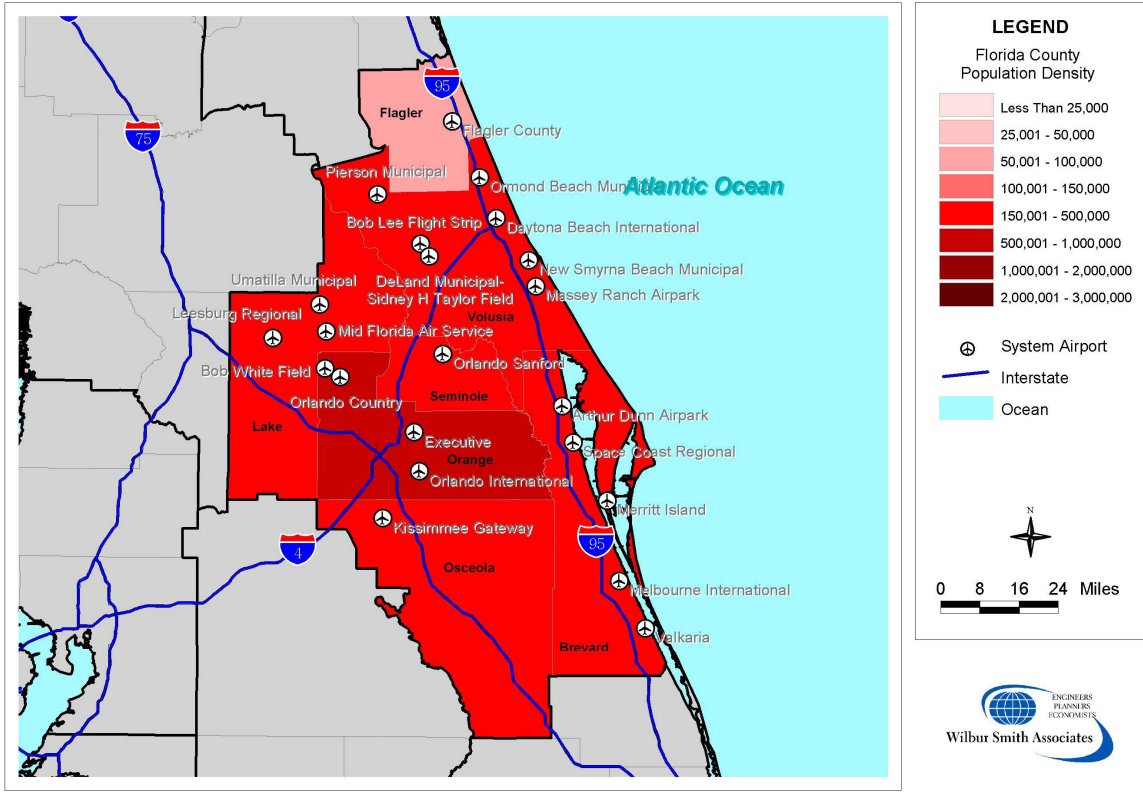 95
Flagler
75
Flagler County
Pierson Municipal
Ormond Beach Municipal
Atlantic Ocean
Bob Lee Flight Strip
Daytona Beach International
New Smyrna Beach Municipal
Umatilla Municipal
DeLand Municipal-
Sidney H Taylor Field
Massey Ranch Airpark
Leesburg Regional
Volusia
Mid Florida Air Service
Bob White Field
Orlando Sanford
Orlando Country
Seminole
Arthur Dunn Airpark
Lake
Executive
Space Coast Regional
Orange
Orlando International
Merritt Island
Kissimmee Gateway
95
4
Osceola
Melbourne International
Valkaria
Brevard
LEGEND
Florida County
Population Density
Less Than 25,000
25,001 - 50,000
50,001 - 100,000
100,001 - 150,000
150,001 - 500,000
500,001 - 1,000,000
1,000,001 - 2,000,000
2,000,001 - 3,000,000
System Airport
Interstate
Ocean
N
0 8 16 24 Miles
ENGINEERS
PLANNERS
ECONOMISTS
Wilbur Smith Associates